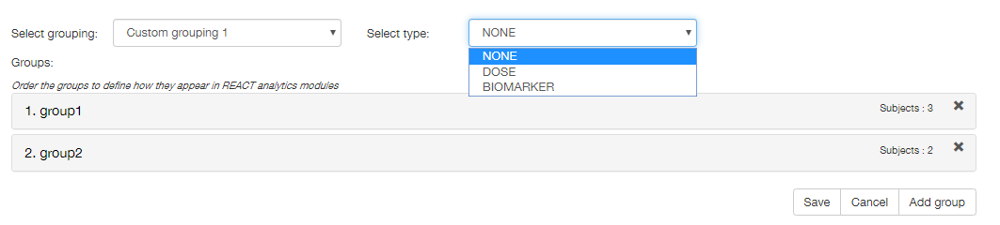 Select grouping: Custom grouping 1 Select type: NONE
NONE
Groups:
DOSE
Order the groups to define how they appear in REACT analytics modules
BIOMARKER
1. group1 Subjects : 3 ✖
2. group2 Subjects : 2 ✖
Save Cancel Add group